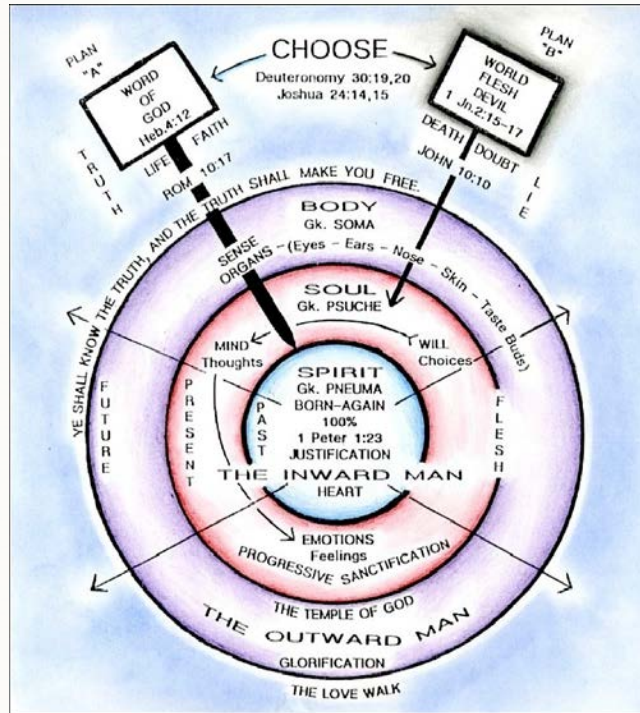 PLAN
"A"
WORD
OF
GOD
Heb.4:12
CHOOSE
Deuteronomy 30:19,20
Joshua 24:14,15
PLAN
"B"
WORLD
FLESH
DEVIL
1 Jn.2:15-17
TRUTH
LIFE FAITH
ROM 10:17
DEATH DOUBT
JOHN 10:10
LIE
YE SHALL KNOW THE TRUTH, AND THE TRUTH SHALL MAKE YOU FREE.
BODY
Gk. SOMA
SENSE
ORGANS -(Eyes - Ears - Nose - Skin - Taste Buds)
SOUL
Gk. PSUCHE
MIND
Thoughts
WILL
Choices
SPIRIT
Gk. PNEUMA
BORN-AGAIN
100%
1 Peter 1:23
JUSTIFICATION
THE INWARD MAN
HEART
FUTURE
PRESENT
PAST
FLESH
EMOTIONS
Feelings
PROGRESSIVE SANCTIFICATION
THE TEMPLE OF GOD
THE OUTWARD MAN
GLORIFICATION
THE LOVE WALK